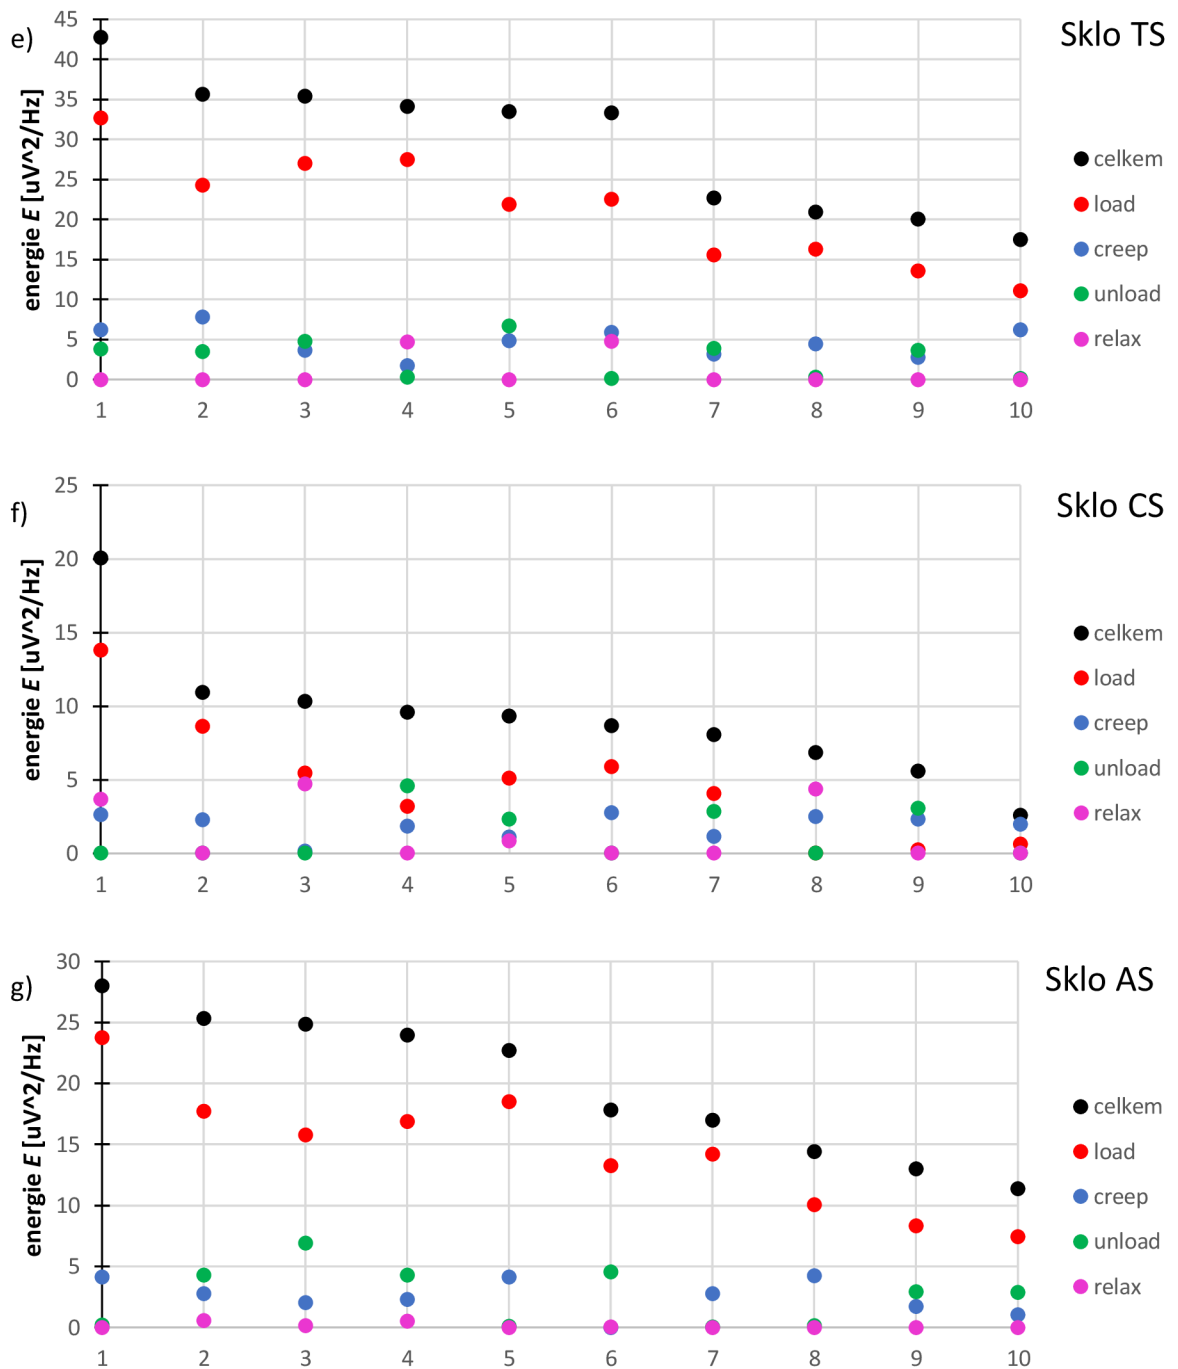 e)
Sklo TS
energie E [uV^2/Hz]
45
40
35
30
25
20
15
10
5
0
1 2 3 4 5 6 7 8 9 10
celkem
load
creep
unload
relax
f)
Sklo CS
energie E [uV^2/Hz]
25
20
15
10
5
0
1 2 3 4 5 6 7 8 9 10
celkem
load
creep
unload
relax
g)
Sklo AS
energie E [uV^2/Hz]
30
25
20
15
10
5
0
1 2 3 4 5 6 7 8 9 10
celkem
load
creep
unload
relax